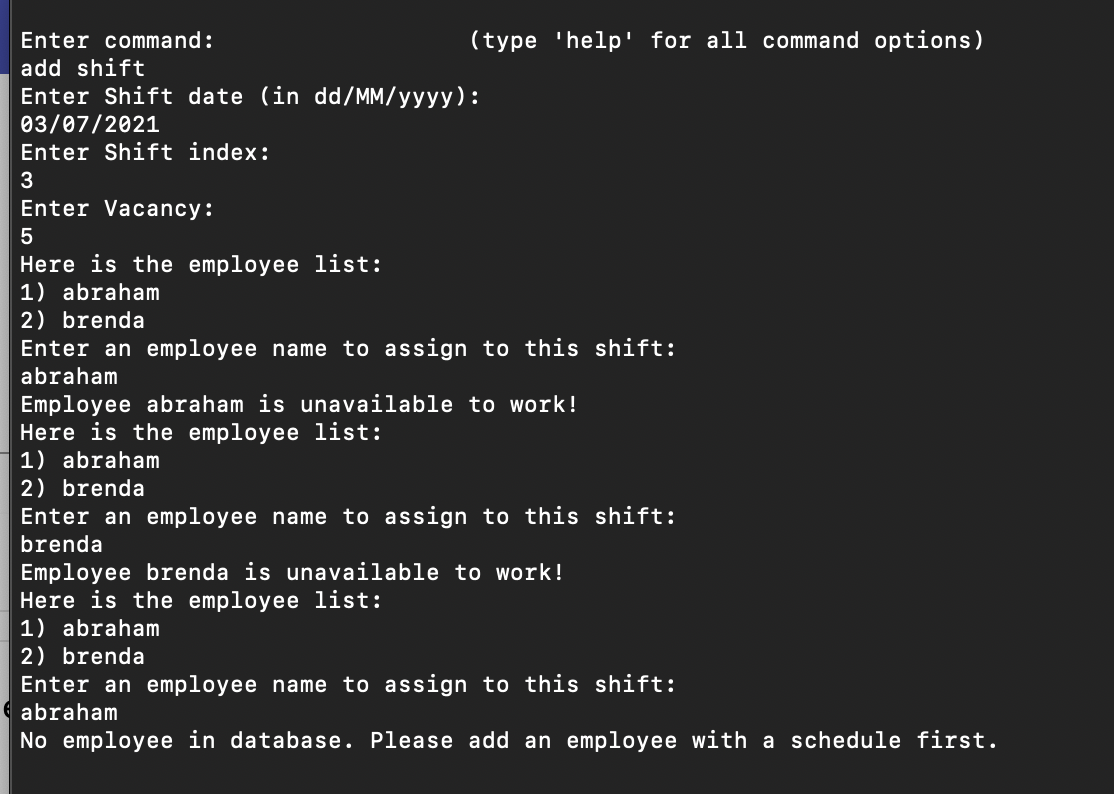 Enter command:                  (type 'help' for all command options)
add shift
Enter Shift date (in dd/MM/yyyy):
03/07/2021
Enter Shift index:
3
Enter Vacancy:
5
Here is the employee list:
1) abraham
2) brenda
Enter an employee name to assign to this shift:
abraham
Employee abraham is unavailable to work!
Here is the employee list:
1) abraham
2) brenda
Enter an employee name to assign to this shift:
brenda
Employee brenda is unavailable to work!
Here is the employee list:
1) abraham
2) brenda
Enter an employee name to assign to this shift:
abraham
No employee in database. Please add an employee with a schedule first.